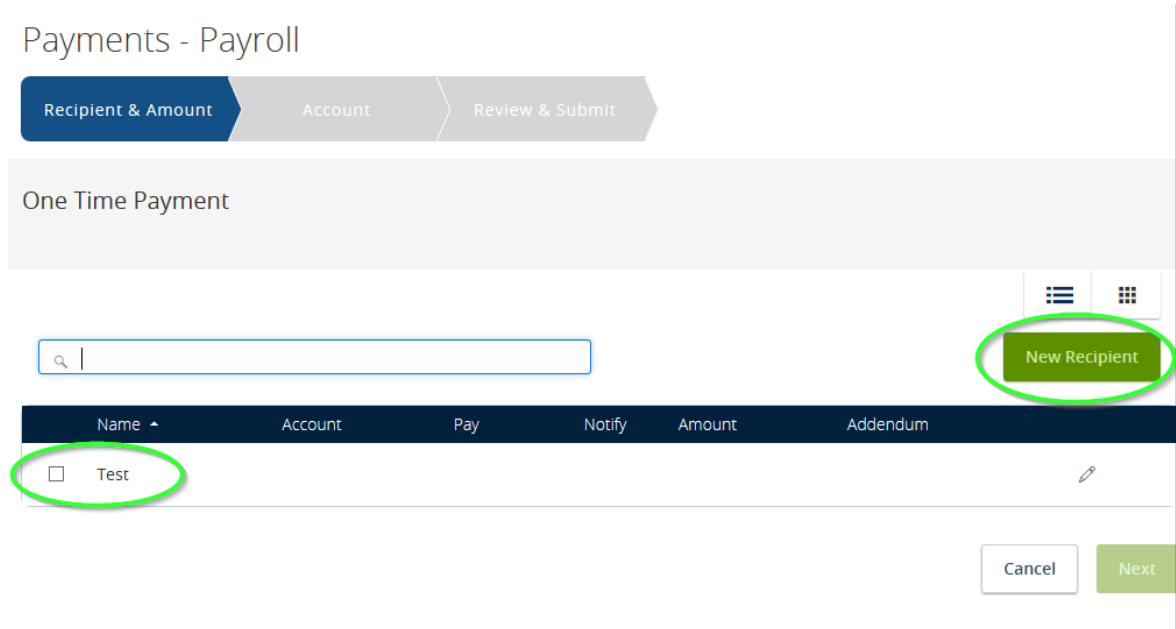 Payments - Payroll
Recipient & Amount Account Review & Submit
One Time Payment
New Recipient
Name Account Pay Notify Amount Addendum
Test
Cancel Next